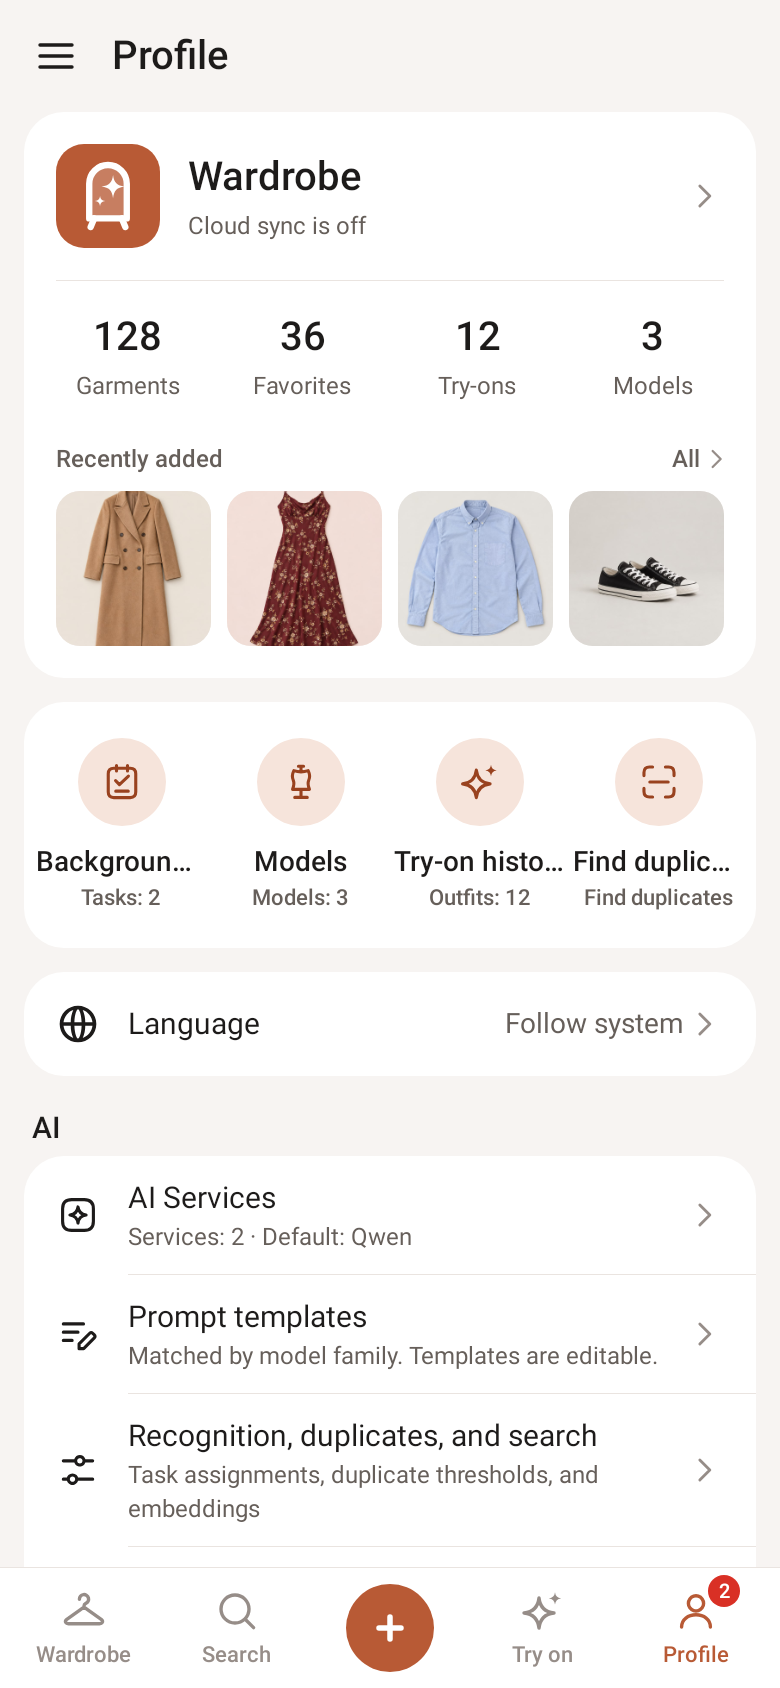 Profile
Wardrobe
Cloud sync is off
128
36
12
3
Garments
Favorites
Try-ons
Models
Recently added
All
Backgroun...
Models
Try-on histo...
Find duplic...
Tasks: 2
Models: 3
Outfits: 12
Find duplicates
Language
Follow system
AI
AI Services
Services: 2 · Default: Qwen
Prompt templates
Matched by model family. Templates are editable.
Recognition, duplicates, and search
Task assignments, duplicate thresholds, and
embeddings
2
Wardrobe
Search
Try on
Profile